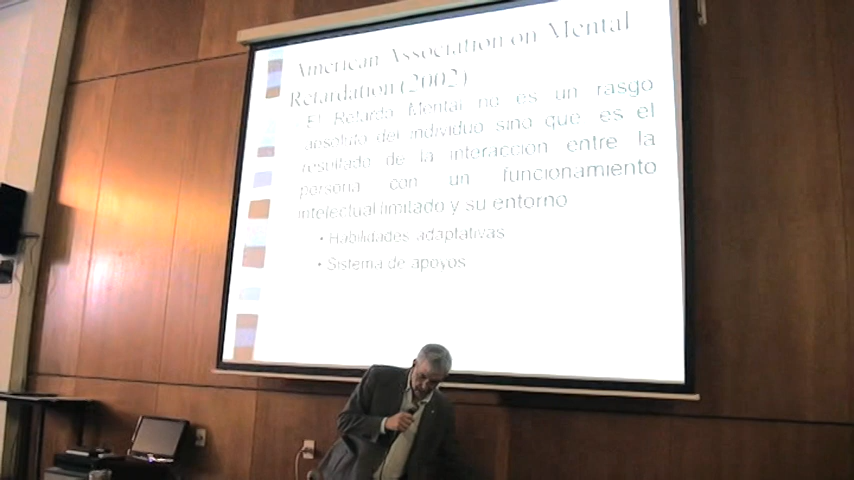 American Association on Mental
Retardation (2002)
El Retardo Mental no es un rasgo
absoluto del individuo sino que es el
resultado de la interacción entre la
persona con un funcionamiento
intelectual limitado y su entorno
• Habilidades adaptativas
• Sistema de apoyos